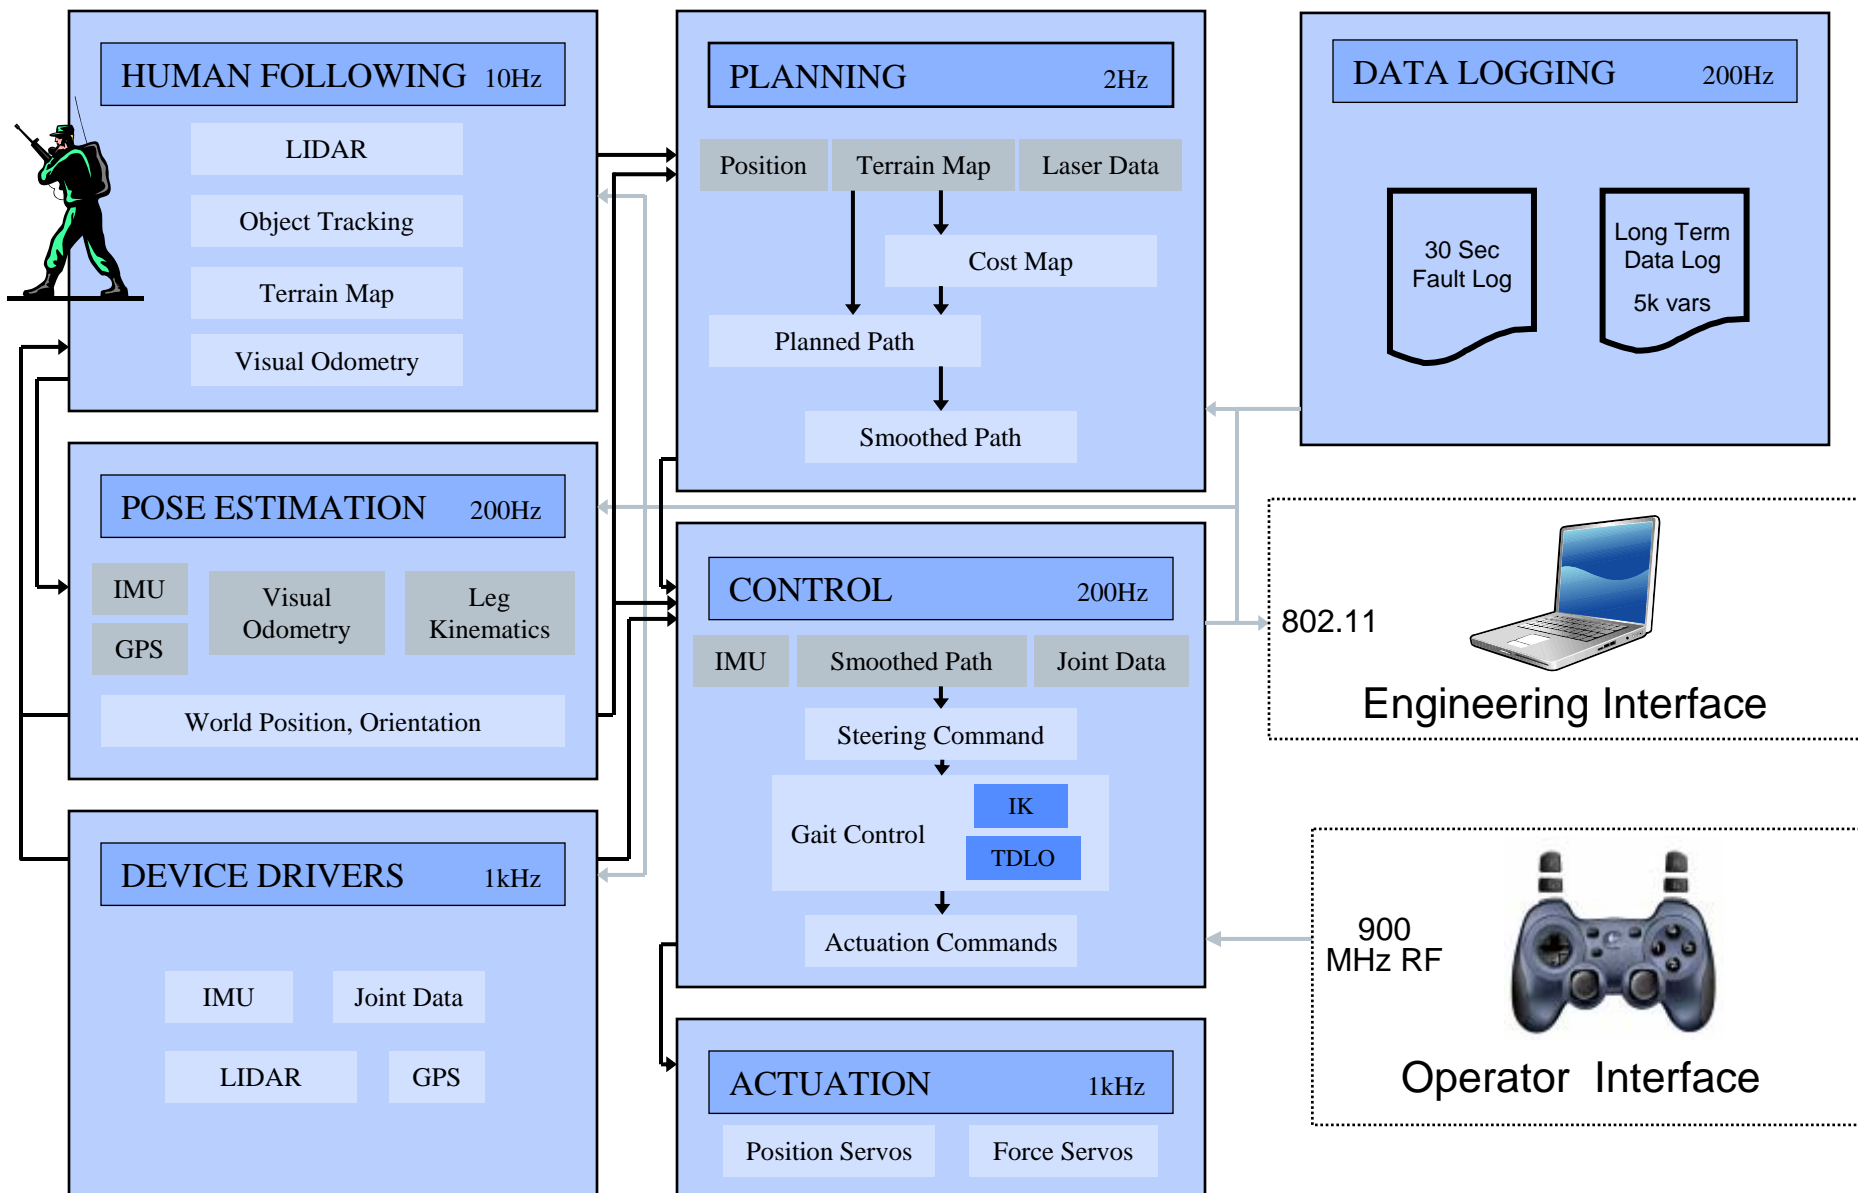 HUMAN FOLLOWING 10Hz
LIDAR
Object Tracking
Terrain Map
Visual Odometry
PLANNING 2Hz
Position Terrain Map Laser Data
Cost Map
Planned Path
Smoothed Path
DATA LOGGING 200Hz
30 Sec
Fault Log
Long Term
Data Log
5k vars
POSE ESTIMATION 200Hz
IMU
GPS
Visual
Odometry
Leg
Kinematics
World Position, Orientation
CONTROL 200Hz
IMU Smoothed Path Joint Data
Steering Command
Gait Control
IK
TDLO
Actuation Commands
802.11
Engineering Interface
DEVICE DRIVERS 1kHz
IMU Joint Data
LIDAR GPS
ACTUATION 1kHz
Position Servos Force Servos
900
MHz RF
Operator Interface